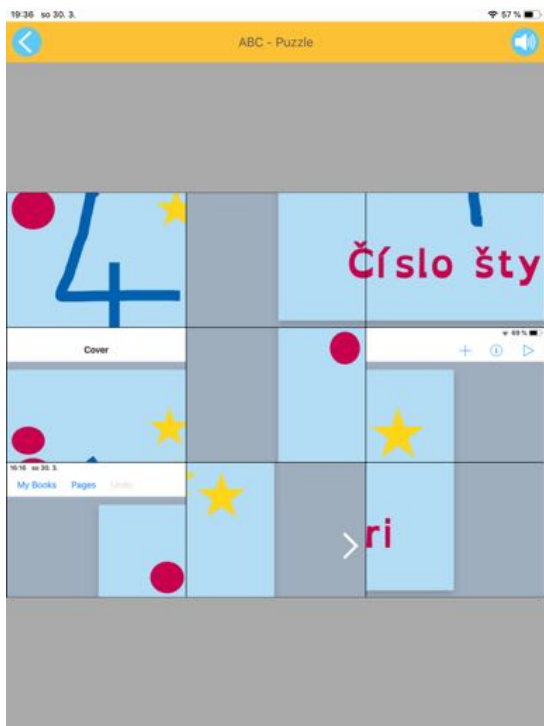 19:36 so 30. 3. 57 %
ABC - Puzzle
4
Číslo šty
49 %
Cover
16:16 so 30. 3.
My Books Pages Undo
ri